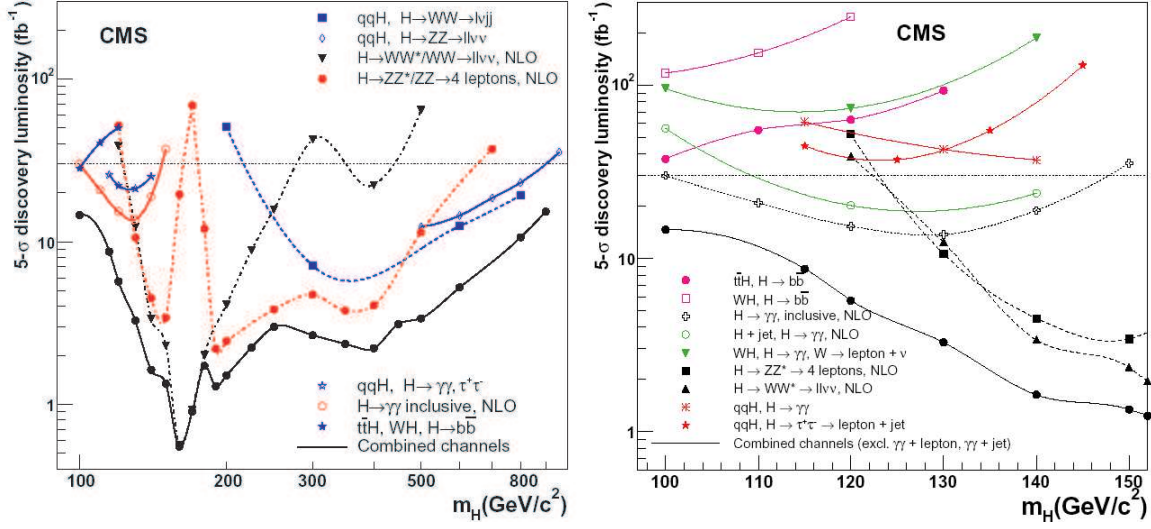 CMS
qqH, H→WW→lνjj
qqH, H→ZZ→llνν
H→WW*/WW→llνν, NLO
H→ZZ*/ZZ→4 leptons, NLO
5-σ discovery luminosity (fb⁻¹)
10²
10
1
qqH, H→γγ, τ⁺τ⁻
H→γγ inclusive, NLO
tt̄H, WH, H→bb̄
Combined channels
100 200 300 400 500 800
m_H(GeV/c²)
CMS
5-σ discovery luminosity (fb⁻¹)
10²
10
1
tt̄H, H→bb̄
WH, H→bb̄
H→γγ, inclusive, NLO
H + jet, H→γγ, NLO
WH, H→γγ, W→lepton + ν
H→ZZ*→4 leptons, NLO
H→WW*→llνν, NLO
qqH, H→γγ
qqH, H→τ⁺τ⁻→lepton + jet
Combined channels (excl. γγ + lepton, γγ + jet)
100 110 120 130 140 150
m_H(GeV/c²)